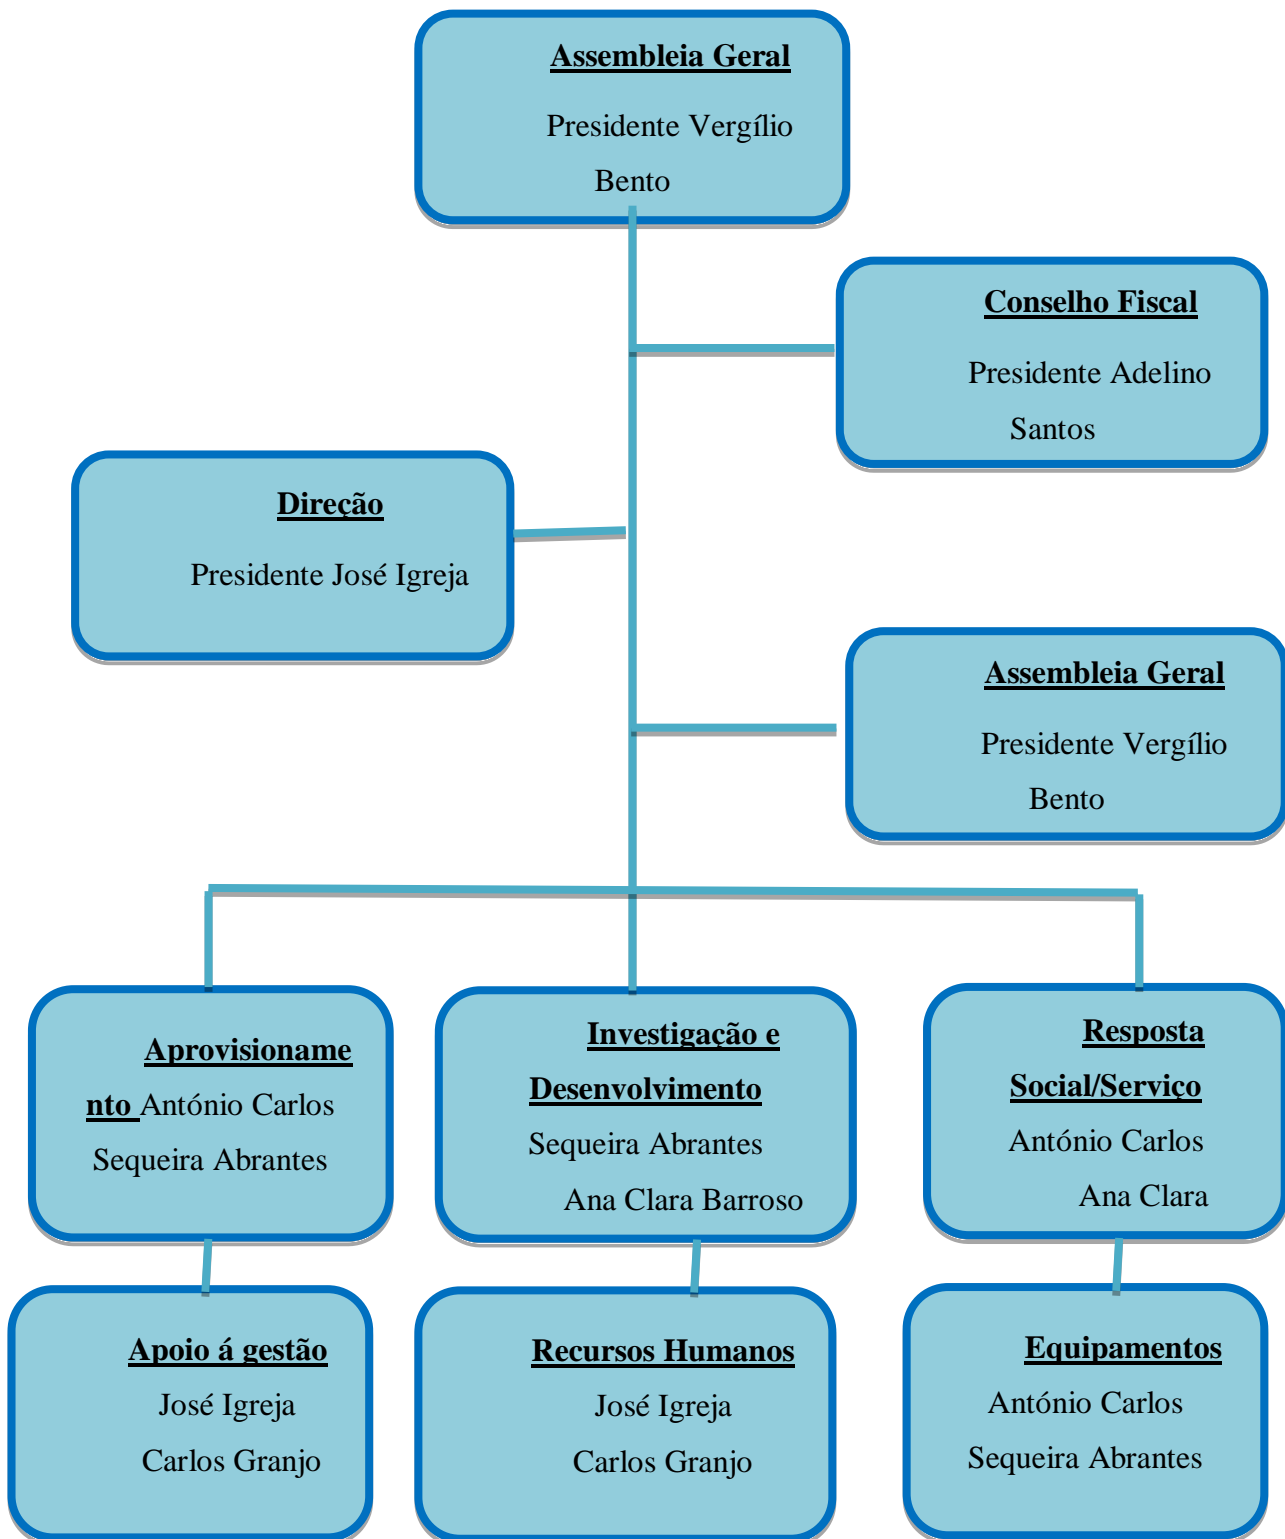 Assembleia Geral
Presidente Vergílio
Bento
Conselho Fiscal
Presidente Adelino
Santos
Direção
Presidente José Igreja
Assembleia Geral
Presidente Vergílio
Bento
Aprovisioname
nto António Carlos
Sequeira Abrantes
Investigação e
Desenvolvimento
Sequeira Abrantes
Ana Clara Barroso
Resposta
Social/Serviço
António Carlos
Ana Clara
Apoio á gestão
José Igreja
Carlos Granjo
Recursos Humanos
José Igreja
Carlos Granjo
Equipamentos
António Carlos
Sequeira Abrantes